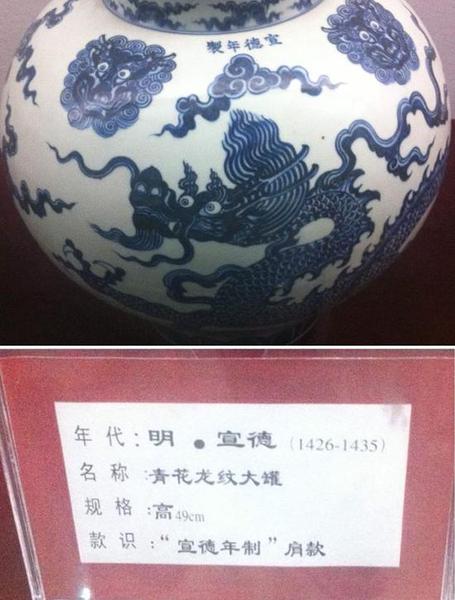 製年德宣
年代：明·宣德（1426-1435）
名称：青花龙纹大罐
规格：高49cm
款识：“宣德年制”肩款